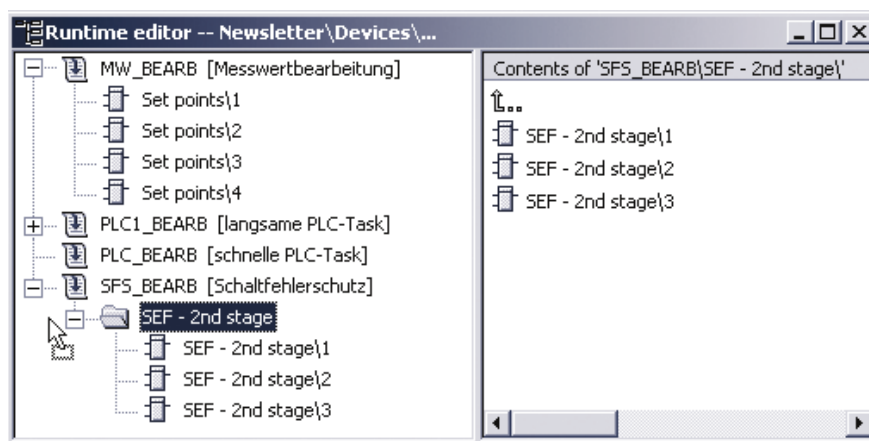 Runtime editor -- Newsletter\Devices\...
MW_BEARB [Messwertbearbeitung]
Set points\1
Set points\2
Set points\3
Set points\4
PLC1_BEARB [langsame PLC-Task]
PLC_BEARB [schnelle PLC-Task]
SFS_BEARB [Schaltfehlerschutz]
SEF - 2nd stage
SEF - 2nd stage\1
SEF - 2nd stage\2
SEF - 2nd stage\3
Contents of 'SFS_BEARB\SEF - 2nd stage\'
..
SEF - 2nd stage\1
SEF - 2nd stage\2
SEF - 2nd stage\3